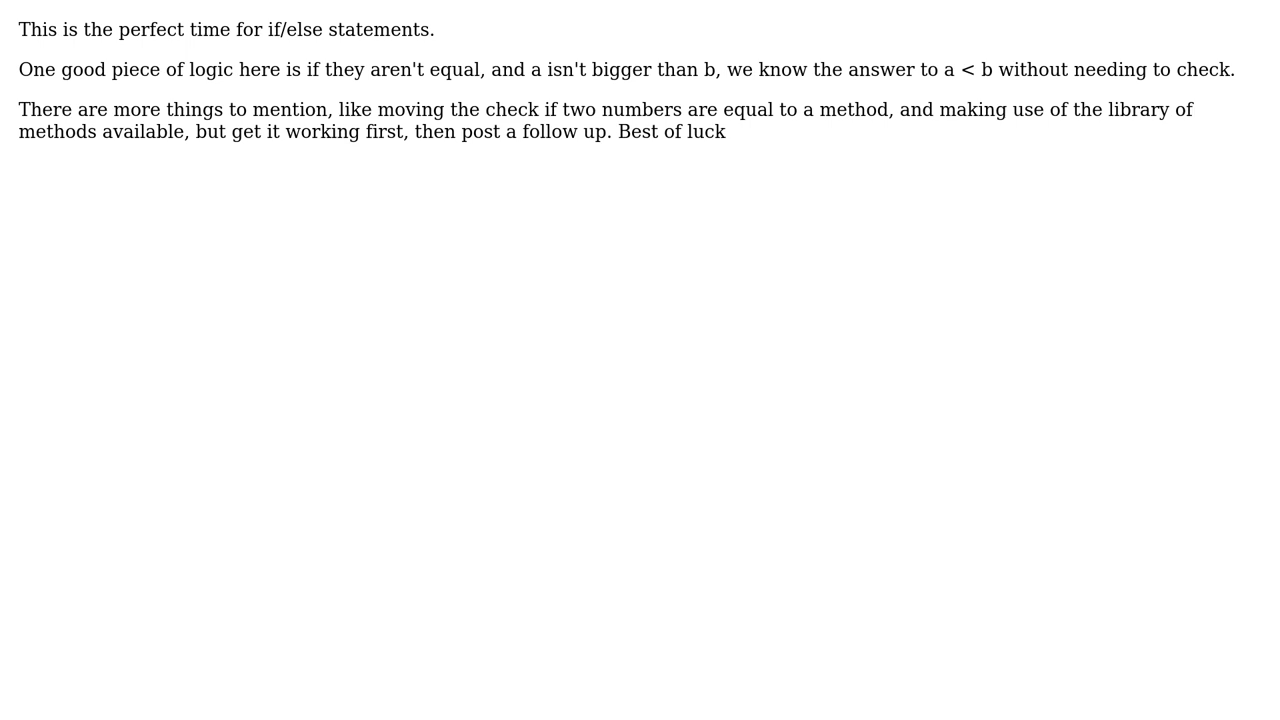 This is the perfect time for if/else statements.
One good piece of logic here is if they aren't equal, and a isn't bigger than b, we know the answer to a < b without needing to check.
There are more things to mention, like moving the check if two numbers are equal to a method, and making use of the library of
methods available, but get it working first, then post a follow up. Best of luck